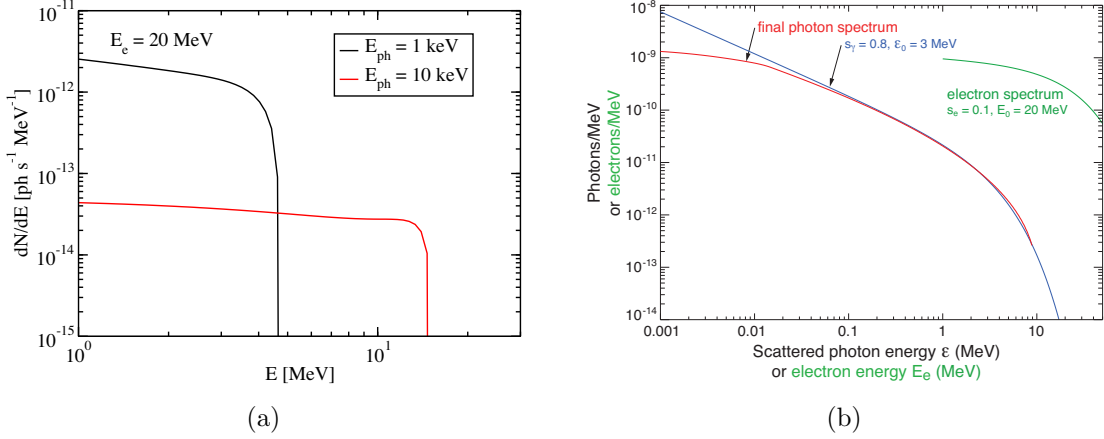 E_e = 20 MeV
E_ph = 1 keV
E_ph = 10 keV
dN/dE [ph s^-1 MeV^-1]
10^-11
10^-12
10^-13
10^-14
10^-15
10^0
10^1
E [MeV]
(a)
final photon spectrum
s_γ = 0.8, ε_0 = 3 MeV
electron spectrum
s_e = 0.1, E_0 = 20 MeV
Photons/MeV
or electrons/MeV
10^-8
10^-9
10^-10
10^-11
10^-12
10^-13
10^-14
0.001
0.01
0.1
1
10
Scattered photon energy ε (MeV)
or electron energy E_e (MeV)
(b)